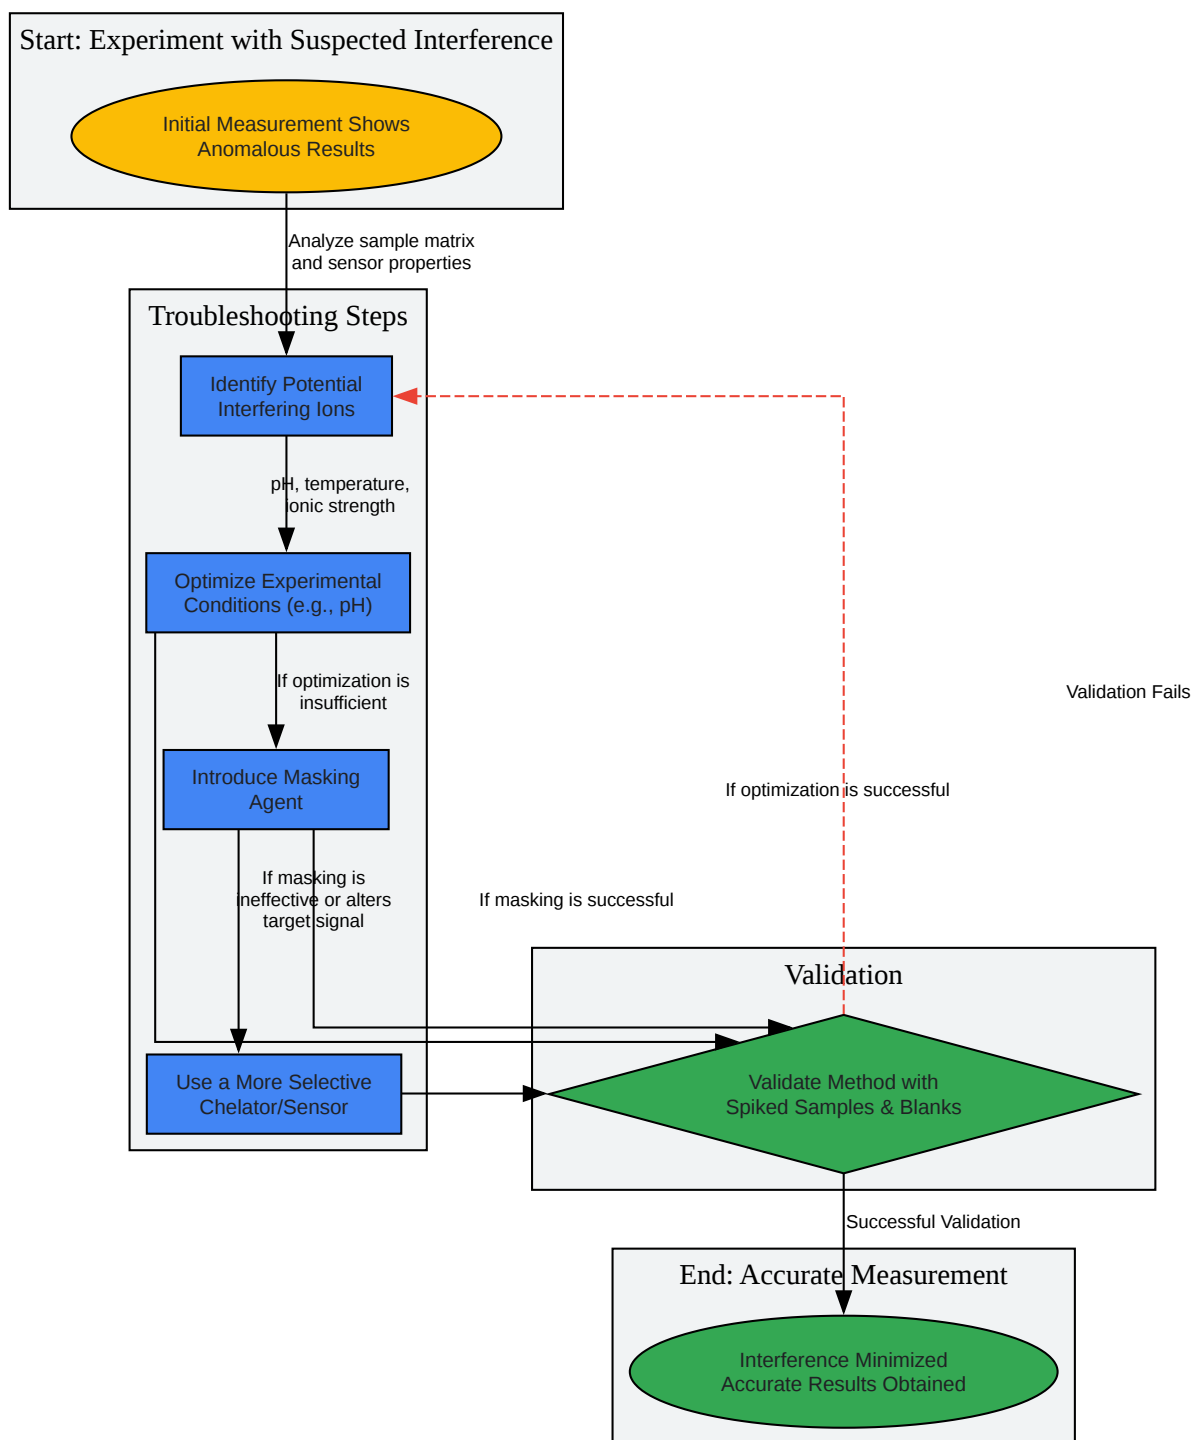 Start: Experiment with Suspected Interference
Initial Measurement Shows
Anomalous Results
Analyze sample matrix
and sensor properties
Troubleshooting Steps
Identify Potential
Interfering Ions
pH, temperature,
ionic strength
Optimize Experimental
Conditions (e.g., pH)
If optimization is
insufficient
Validation Fails
Introduce Masking
Agent
If optimization is successful
If masking is
ineffective or alters
target signal
If masking is successful
Validation
Use a More Selective
Chelator/Sensor
Validate Method with
Spiked Samples & Blanks
Successful Validation
End: Accurate Measurement
Interference Minimized
Accurate Results Obtained